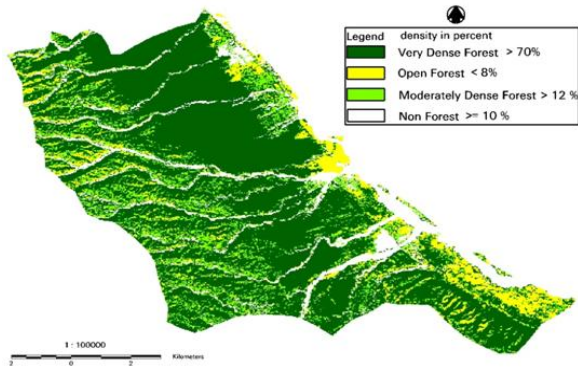 Legend density in percent
Very Dense Forest > 70%
Open Forest < 8%
Moderately Dense Forest > 12 %
Non Forest >= 10 %
1 : 100000
2 0 2 Kilometers